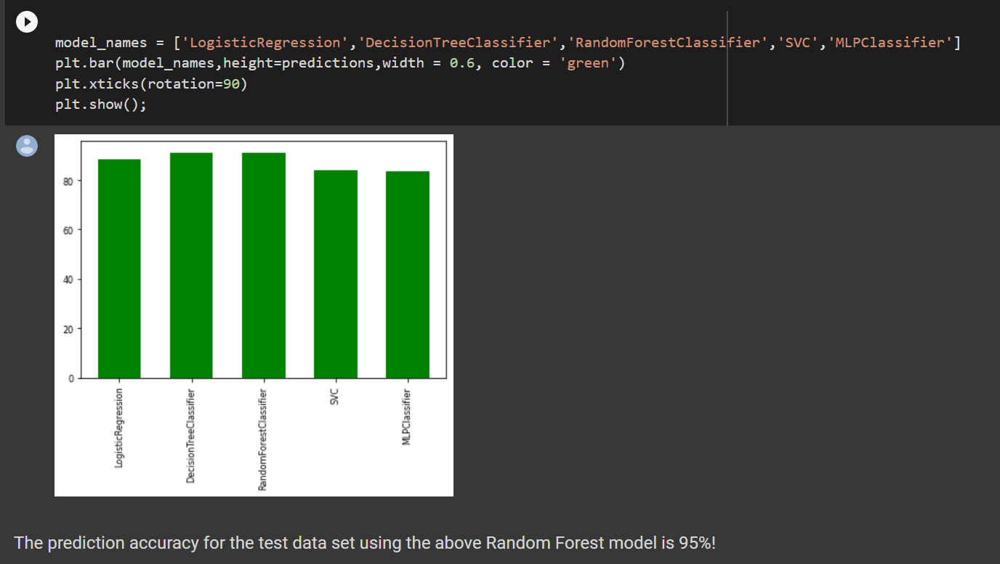 model_names = ['LogisticRegression','DecisionTreeClassifier','RandomForestClassifier','SVC','MLPClassifier']
plt.bar(model_names,height=predictions,width = 0.6, color = 'green')
plt.xticks(rotation=90)
plt.show();
80
60
40
20
0
LogisticRegression
DecisionTreeClassifier
RandomForestClassifier
SVC
MLPClassifier
The prediction accuracy for the test data set using the above Random Forest model is 95%!